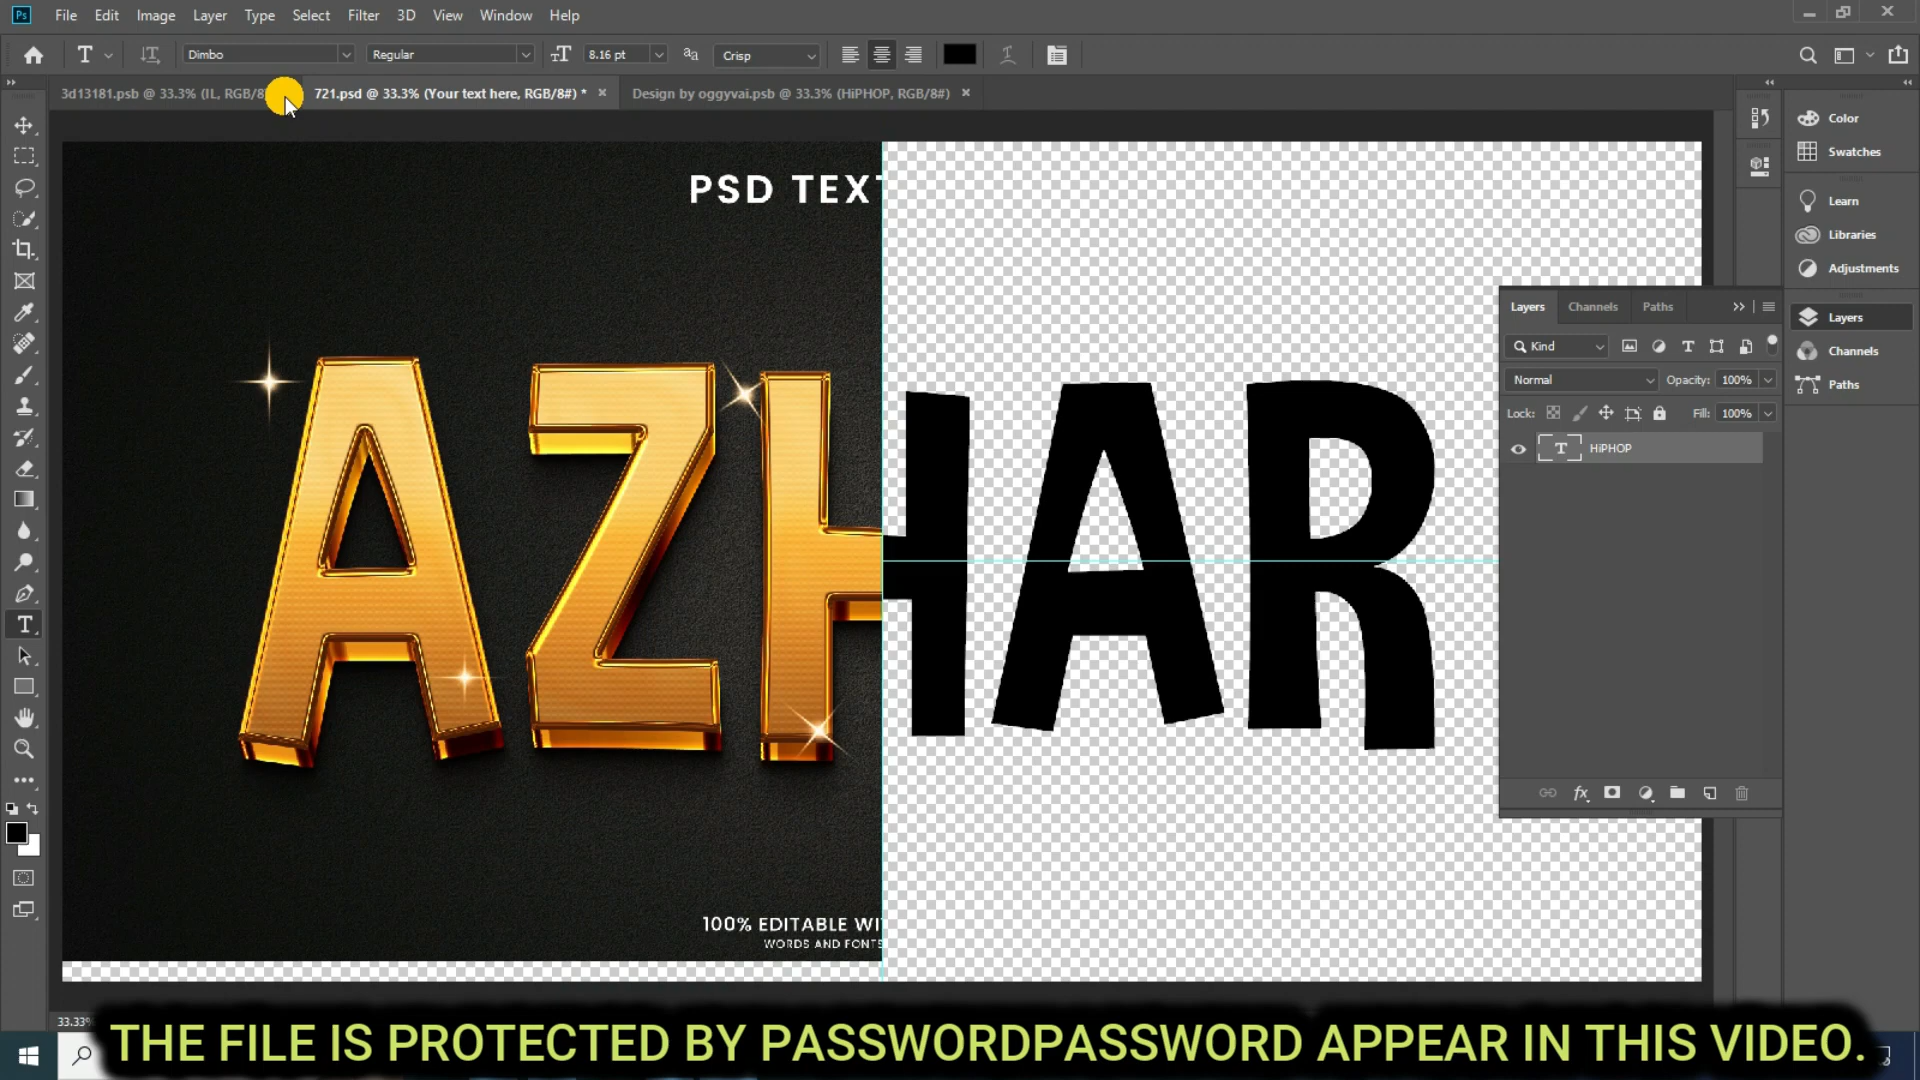 Ps File Edit Image Layer Type Select Filter 3D View Window Help
T Dimbo Regular 8.16 pt aa Crisp
3d13181.psb @ 33.3% (IL, RGB/8 721.psd @ 33.3% (Your text here, RGB/8#) * × Design by oggyvai.psb @ 33.3% (HiPHOP, RGB/8#) ×
PSD TEXT
AZHAR
100% EDITABLE WI
WORDS AND FONTS
Color
Swatches
Learn
Libraries
Adjustments
Layers
Channels
Paths
Layers Channels Paths
Kind
Normal Opacity: 100%
Lock: Fill: 100%
T HiPHOP
fx
33.33%
THE FILE IS PROTECTED BY PASSWORDPASSWORD APPEAR IN THIS VIDEO.